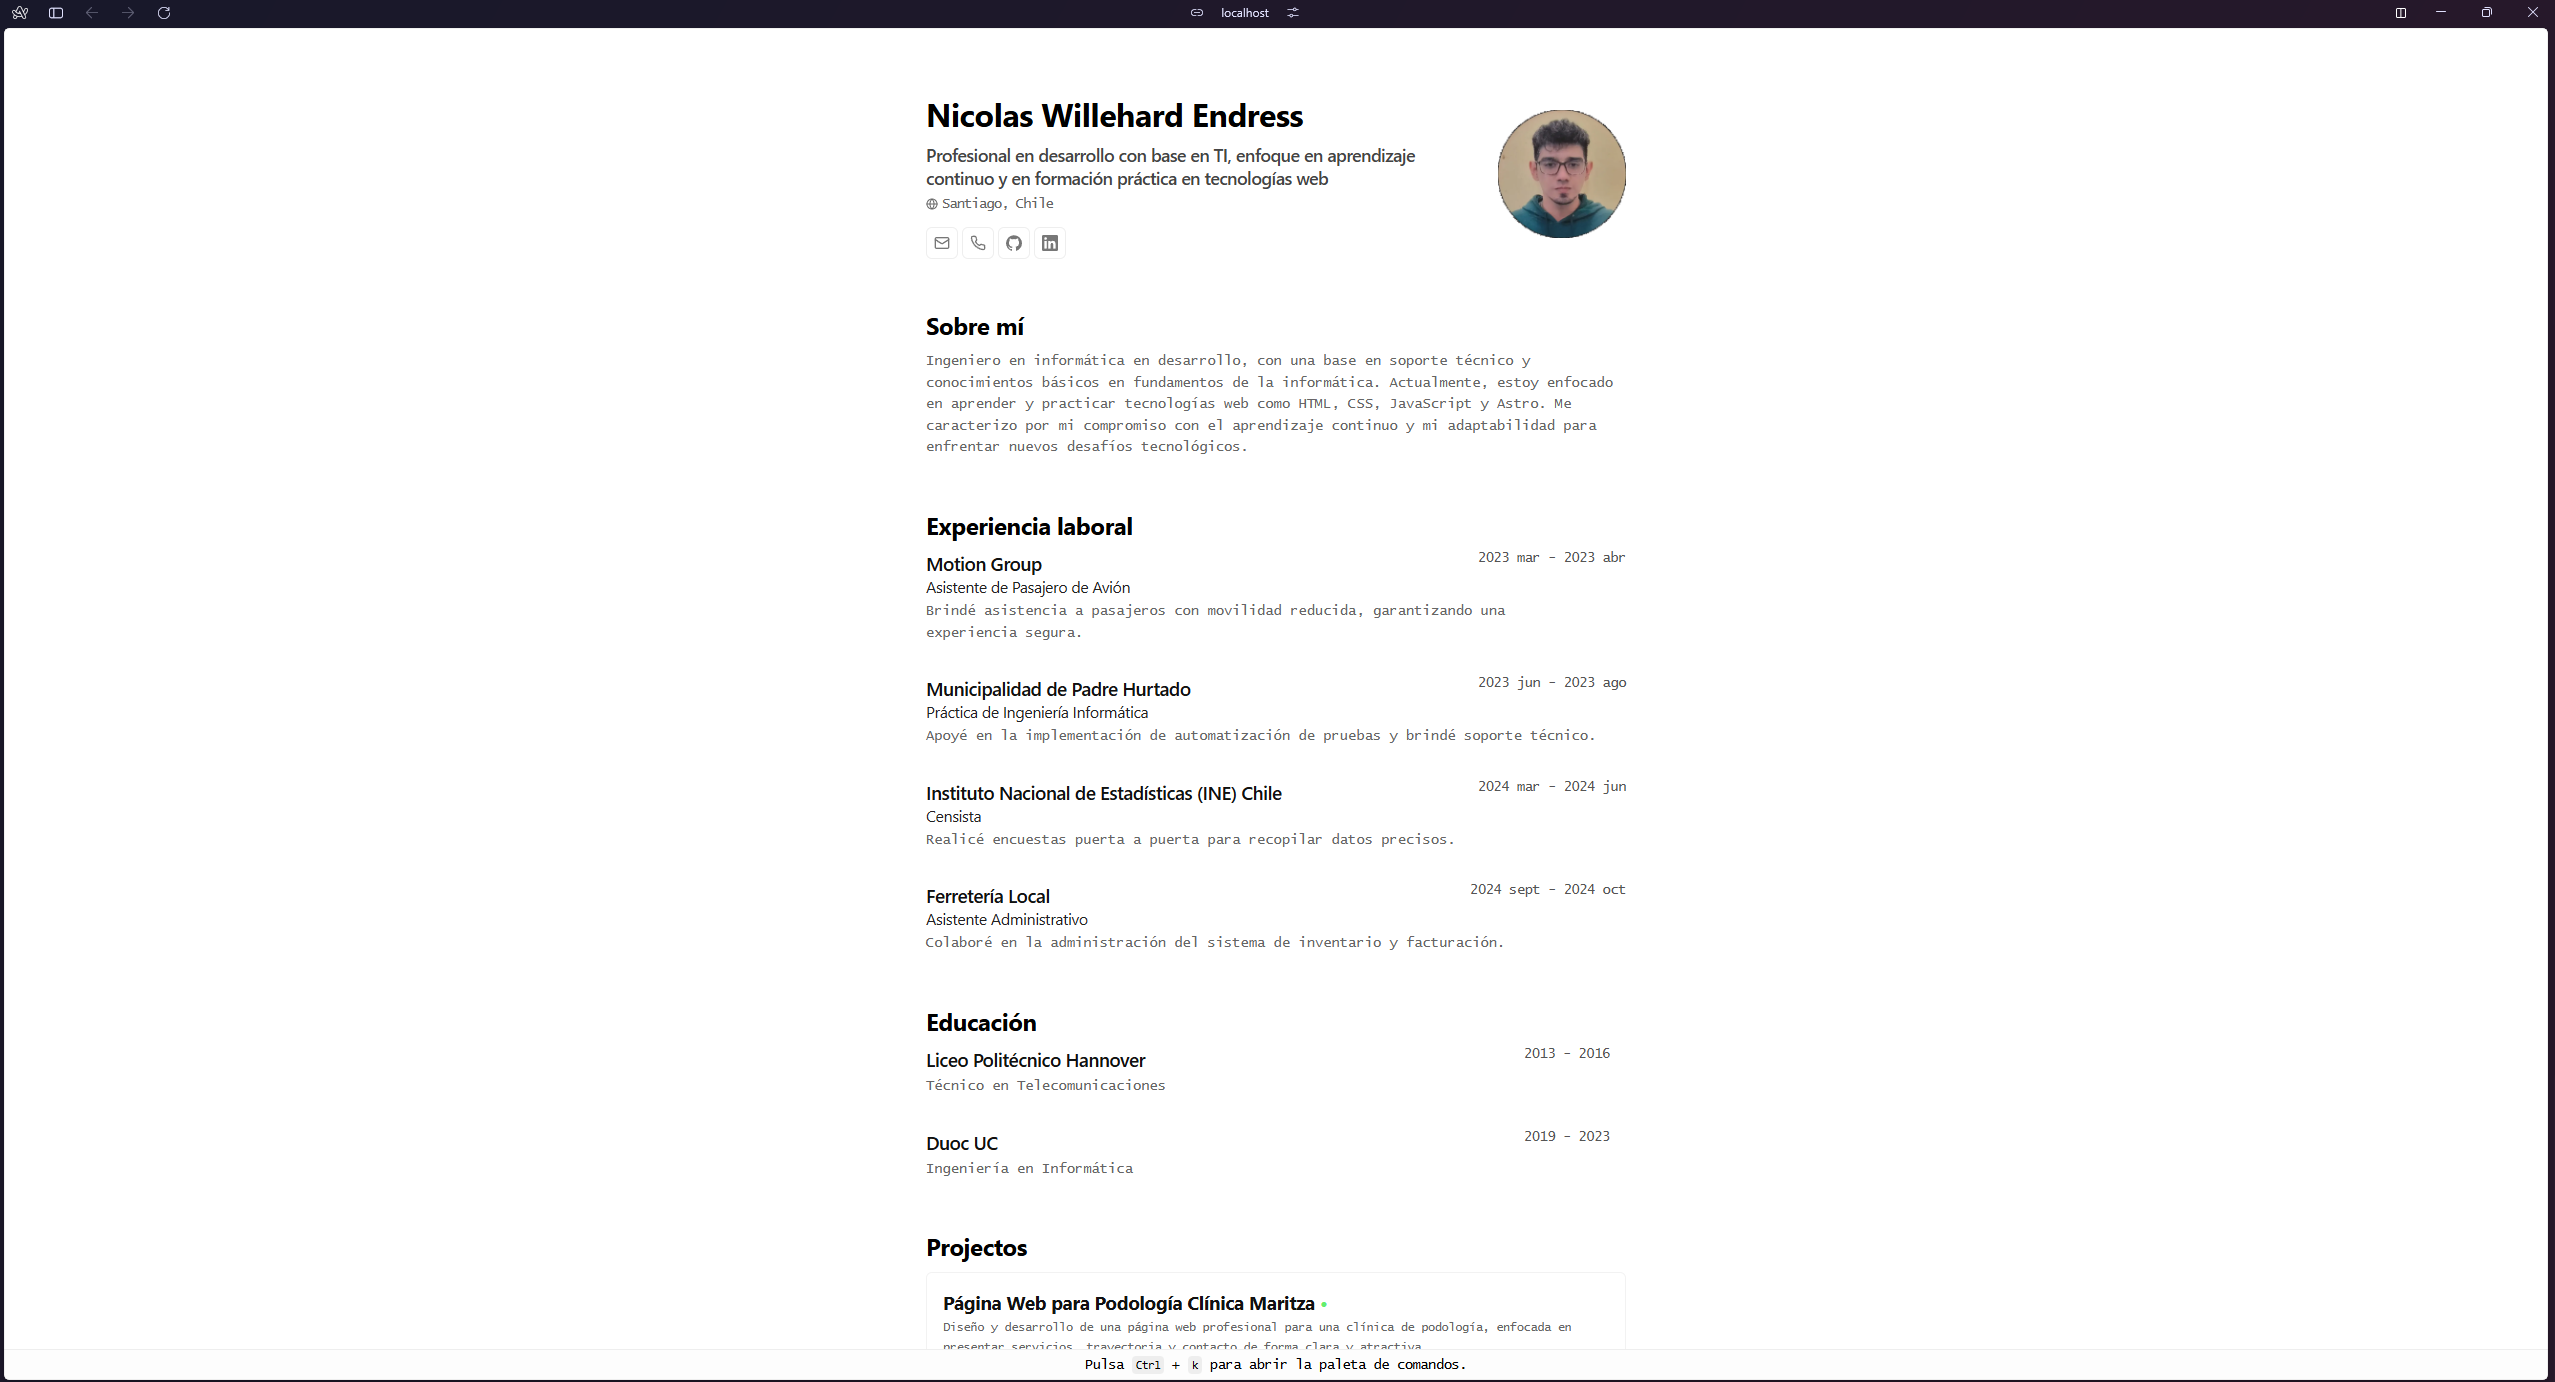 localhost
Nicolas Willehard Endress
Profesional en desarrollo con base en TI, enfoque en aprendizaje
continuo y en formación práctica en tecnologías web
Santiago, Chile
Sobre mí
Ingeniero en informática en desarrollo, con una base en soporte técnico y
conocimientos básicos en fundamentos de la informática. Actualmente, estoy enfocado
en aprender y practicar tecnologías web como HTML, CSS, JavaScript y Astro. Me
caracterizo por mi compromiso con el aprendizaje continuo y mi adaptabilidad para
enfrentar nuevos desafíos tecnológicos.
Experiencia laboral
Motion Group
2023 mar - 2023 abr
Asistente de Pasajero de Avión
Brindé asistencia a pasajeros con movilidad reducida, garantizando una
experiencia segura.
Municipalidad de Padre Hurtado
2023 jun - 2023 ago
Práctica de Ingeniería Informática
Apoyé en la implementación de automatización de pruebas y brindé soporte técnico.
Instituto Nacional de Estadísticas (INE) Chile
2024 mar - 2024 jun
Censista
Realicé encuestas puerta a puerta para recopilar datos precisos.
Ferretería Local
2024 sept - 2024 oct
Asistente Administrativo
Colaboré en la administración del sistema de inventario y facturación.
Educación
Liceo Politécnico Hannover
2013 - 2016
Técnico en Telecomunicaciones
Duoc UC
2019 - 2023
Ingeniería en Informática
Projectos
Página Web para Podología Clínica Maritza
Diseño y desarrollo de una página web profesional para una clínica de podología, enfocada en
presentar servicios, trayectoria y contacto de forma clara y atractiva.
Pulsa Ctrl + k para abrir la paleta de comandos.